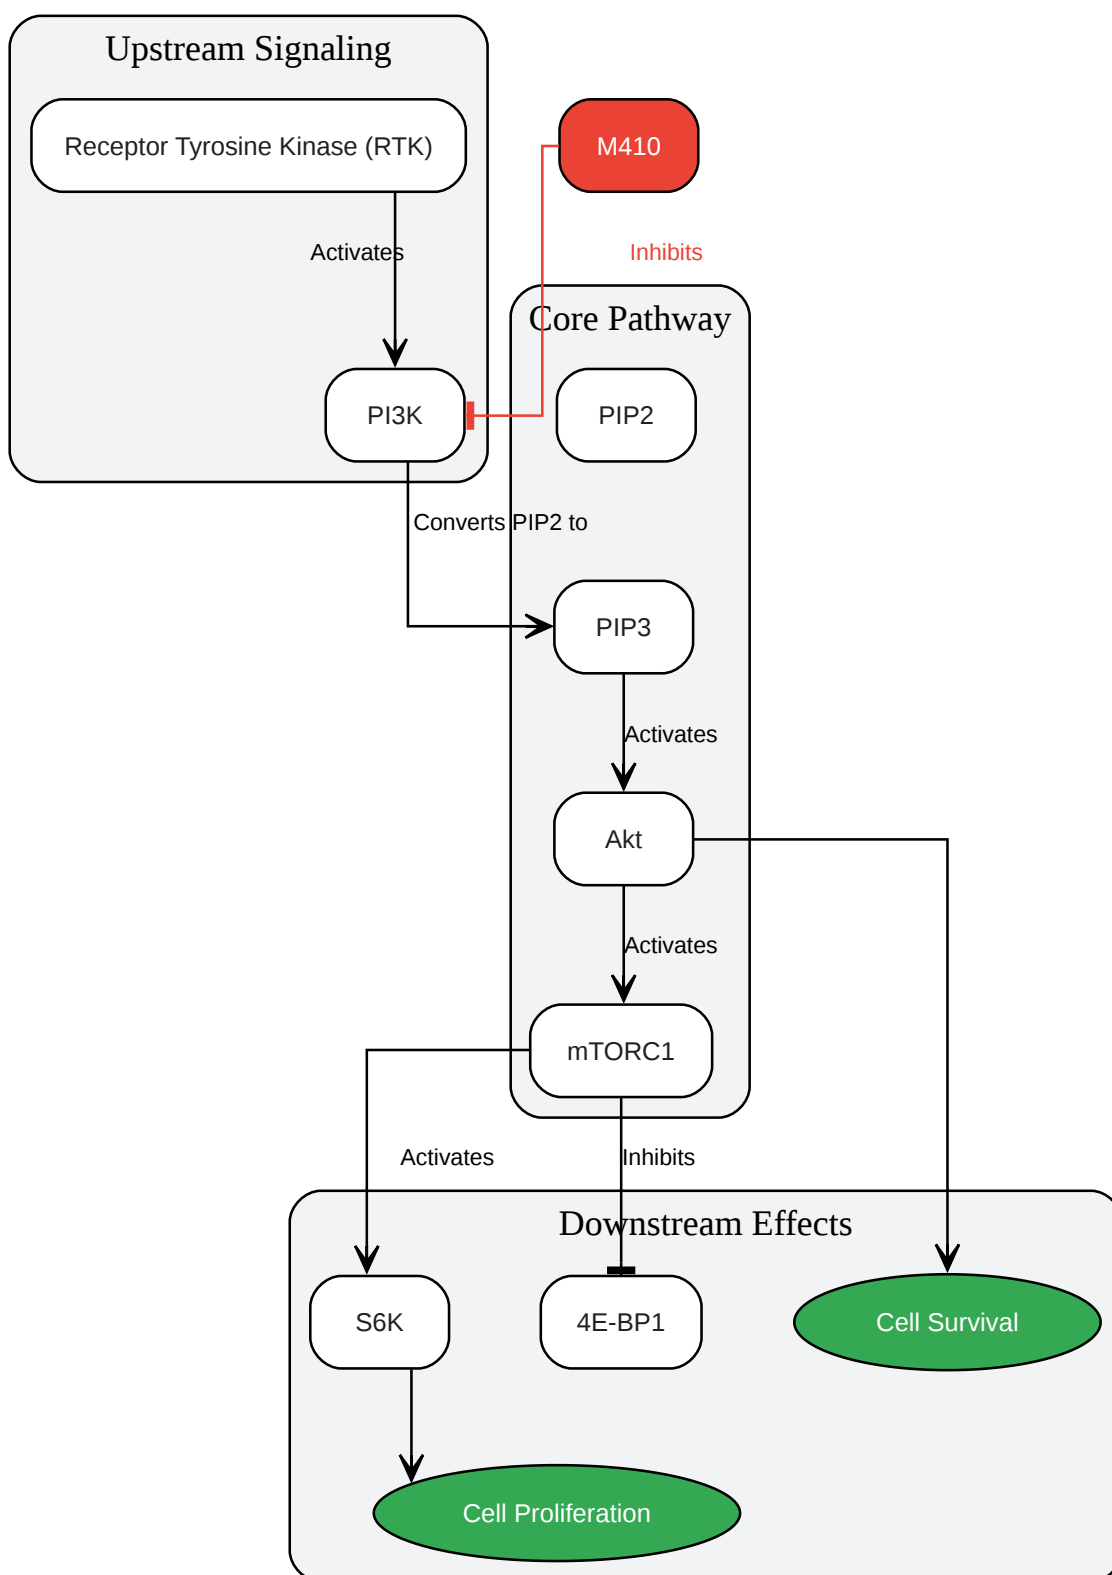 Upstream Signaling
Receptor Tyrosine Kinase (RTK)
M410
Activates
Inhibits
Core Pathway
PI3K
PIP2
Converts PIP2 to
PIP3
Activates
Akt
Activates
mTORC1
Activates
Inhibits
Downstream Effects
S6K
4E-BP1
Cell Survival
Cell Proliferation